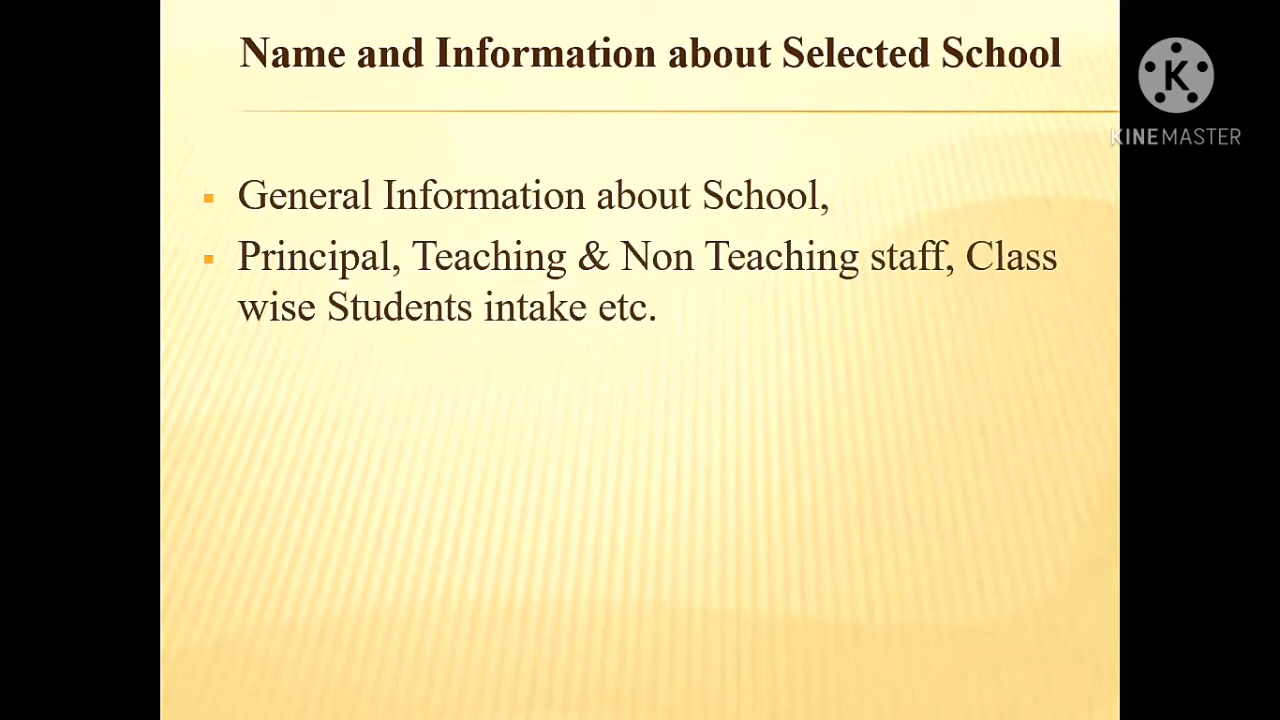 Name and Information about Selected School
K
KINEMASTER
General Information about School,
Principal, Teaching & Non Teaching staff, Class
wise Students intake etc.